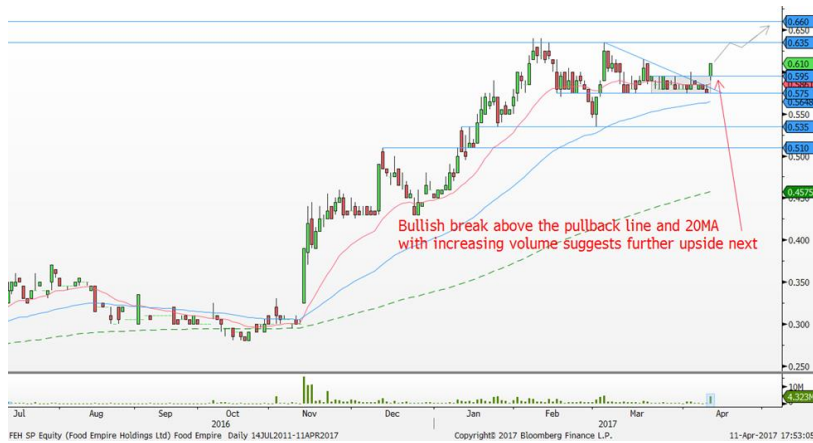 0.660
0.650
0.635
0.610
0.595
0.575
0.5648
0.550
0.535
0.510
0.500
0.4575
Bullish break above the pullback line and 20MA
with increasing volume suggests further upside next
0.400
0.350
0.300
0.250
10M
4.323M
Jul Aug Sep Oct Nov Dec Jan Feb Mar Apr
2016 2017
FEH SP Equity (Food Empire Holdings Ltd) Food Empire Daily 14JUL2011-11APR2017 Copyright© 2017 Bloomberg Finance L.P. 11-Apr-2017 17:53:05